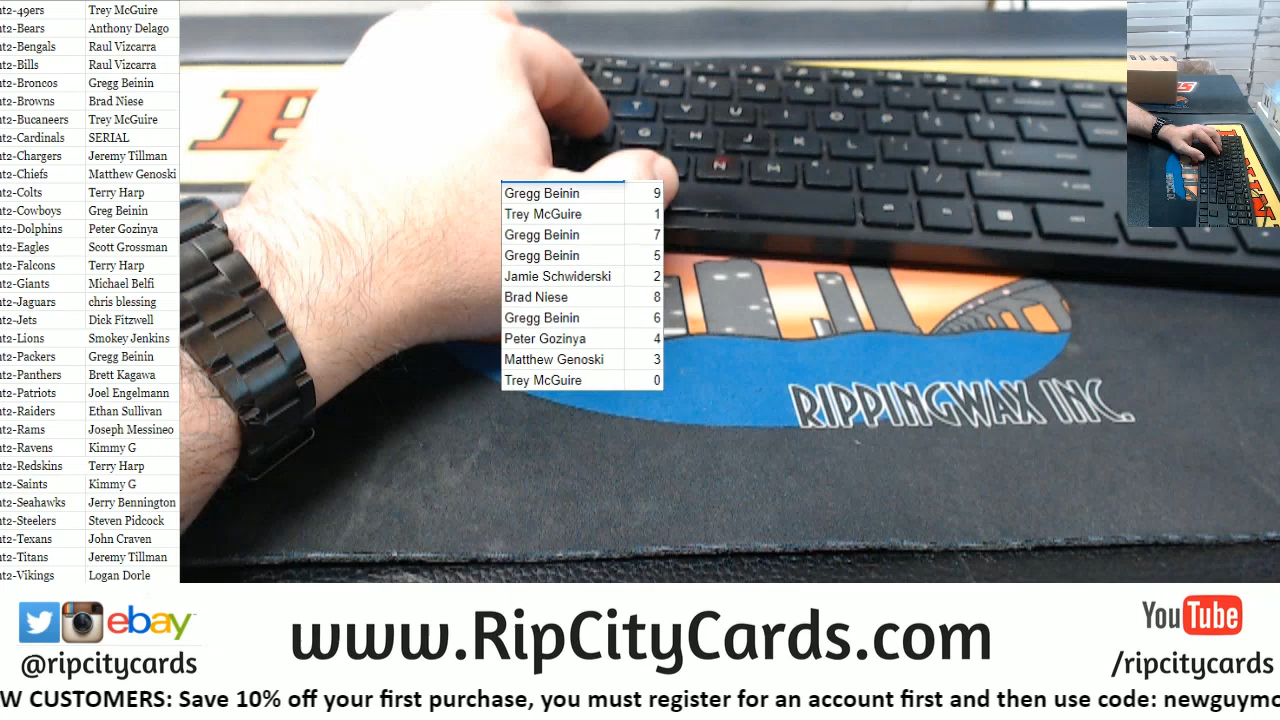 nt2-49ers Trey McGuire
nt2-Bears Anthony Delago
nt2-Bengals Raul Vizcarra
nt2-Bills Raul Vizcarra
nt2-Broncos Gregg Beinin
nt2-Browns Brad Niese
nt2-Bucaneers Trey McGuire
nt2-Cardinals SERIAL
nt2-Chargers Jeremy Tillman
nt2-Chiefs Matthew Genoski
nt2-Colts Terry Harp
nt2-Cowboys Greg Beinin
nt2-Dolphins Peter Gozinya
nt2-Eagles Scott Grossman
nt2-Falcons Terry Harp
nt2-Giants Michael Belfi
nt2-Jaguars chris blessing
nt2-Jets Dick Fitzwell
nt2-Lions Smokey Jenkins
nt2-Packers Gregg Beinin
nt2-Panthers Brett Kagawa
nt2-Patriots Joel Engelmann
nt2-Raiders Ethan Sullivan
nt2-Rams Joseph Messineo
nt2-Ravens Kimmy G
nt2-Redskins Terry Harp
nt2-Saints Kimmy G
nt2-Seahawks Jerry Bennington
nt2-Steelers Steven Pidcock
nt2-Texans John Craven
nt2-Titans Jeremy Tillman
nt2-Vikings Logan Dorle
Gregg Beinin 9
Trey McGuire 1
Gregg Beinin 7
Gregg Beinin 5
Jamie Schwiderski 2
Brad Niese 8
Gregg Beinin 6
Peter Gozinya 4
Matthew Genoski 3
Trey McGuire 0
RIPPINGWAX INC.
ebay
@ripcitycards
www.RipCityCards.com
YouTube
/ripcitycards
W CUSTOMERS: Save 10% off your first purchase, you must register for an account first and then use code: newguymo